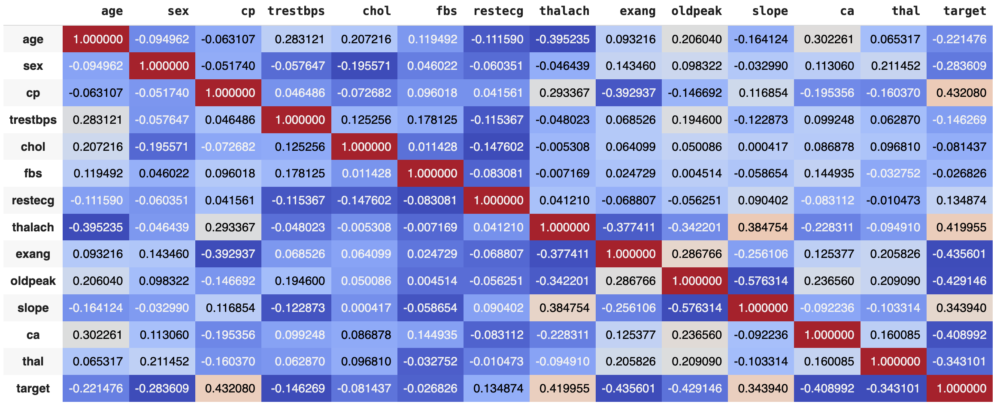 age sex cp trestbps chol fbs restecg thalach exang oldpeak slope ca thal target
age 1.000000 -0.094962 -0.063107 0.283121 0.207216 0.119492 -0.111590 -0.395235 0.093216 0.206040 -0.164124 0.302261 0.065317 -0.221476
sex -0.094962 1.000000 -0.051740 -0.057647 -0.195571 0.046022 -0.060351 -0.046439 0.143460 0.098322 -0.032990 0.113060 0.211452 -0.283609
cp -0.063107 -0.051740 1.000000 0.046486 -0.072682 0.096018 0.041561 0.293367 -0.392937 -0.146692 0.116854 -0.195356 -0.160370 0.432080
trestbps 0.283121 -0.057647 0.046486 1.000000 0.125256 0.178125 -0.115367 -0.048023 0.068526 0.194600 -0.122873 0.099248 0.062870 -0.146269
chol 0.207216 -0.195571 -0.072682 0.125256 1.000000 0.011428 -0.147602 -0.005308 0.064099 0.050086 0.000417 0.086878 0.096810 -0.081437
fbs 0.119492 0.046022 0.096018 0.178125 0.011428 1.000000 -0.083081 -0.007169 0.024729 0.004514 -0.058654 0.144935 -0.032752 -0.026826
restecg -0.111590 -0.060351 0.041561 -0.115367 -0.147602 -0.083081 1.000000 0.041210 -0.068807 -0.056251 0.090402 -0.083112 -0.010473 0.134874
thalach -0.395235 -0.046439 0.293367 -0.048023 -0.005308 -0.007169 0.041210 1.000000 -0.377411 -0.342201 0.384754 -0.228311 -0.094910 0.419955
exang 0.093216 0.143460 -0.392937 0.068526 0.064099 0.024729 -0.068807 -0.377411 1.000000 0.286766 -0.256106 0.125377 0.205826 -0.435601
oldpeak 0.206040 0.098322 -0.146692 0.194600 0.050086 0.004514 -0.056251 -0.342201 0.286766 1.000000 -0.576314 0.236560 0.209090 -0.429146
slope -0.164124 -0.032990 0.116854 -0.122873 0.000417 -0.058654 0.090402 0.384754 -0.256106 -0.576314 1.000000 -0.092236 -0.103314 0.343940
ca 0.302261 0.113060 -0.195356 0.099248 0.086878 0.144935 -0.083112 -0.228311 0.125377 0.236560 -0.092236 1.000000 0.160085 -0.408992
thal 0.065317 0.211452 -0.160370 0.062870 0.096810 -0.032752 -0.010473 -0.094910 0.205826 0.209090 -0.103314 0.160085 1.000000 -0.343101
target -0.221476 -0.283609 0.432080 -0.146269 -0.081437 -0.026826 0.134874 0.419955 -0.435601 -0.429146 0.343940 -0.408992 -0.343101 1.000000